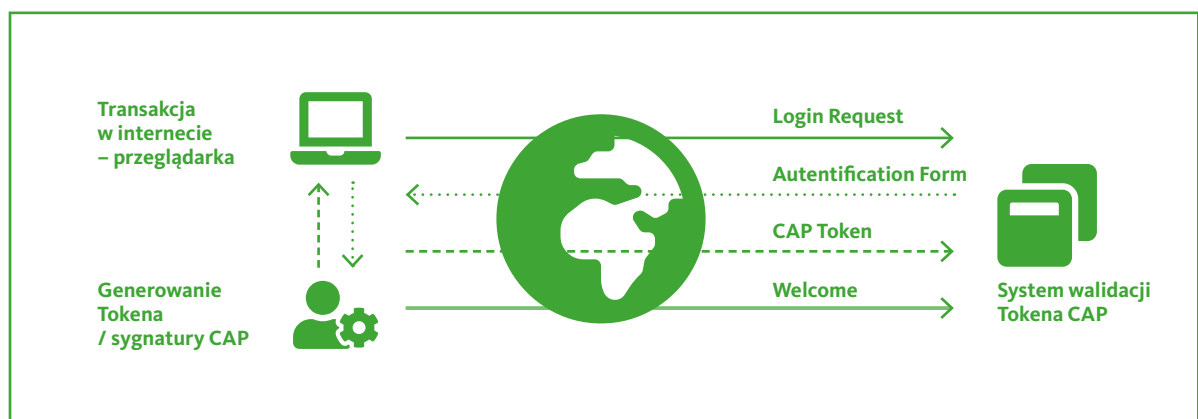 Transakcja
w internecie
– przeglądarka
Login Request
Autentification Form
CAP Token
Welcome
Generowanie
Tokena
/ sygnatury CAP
System walidacji
Tokena CAP